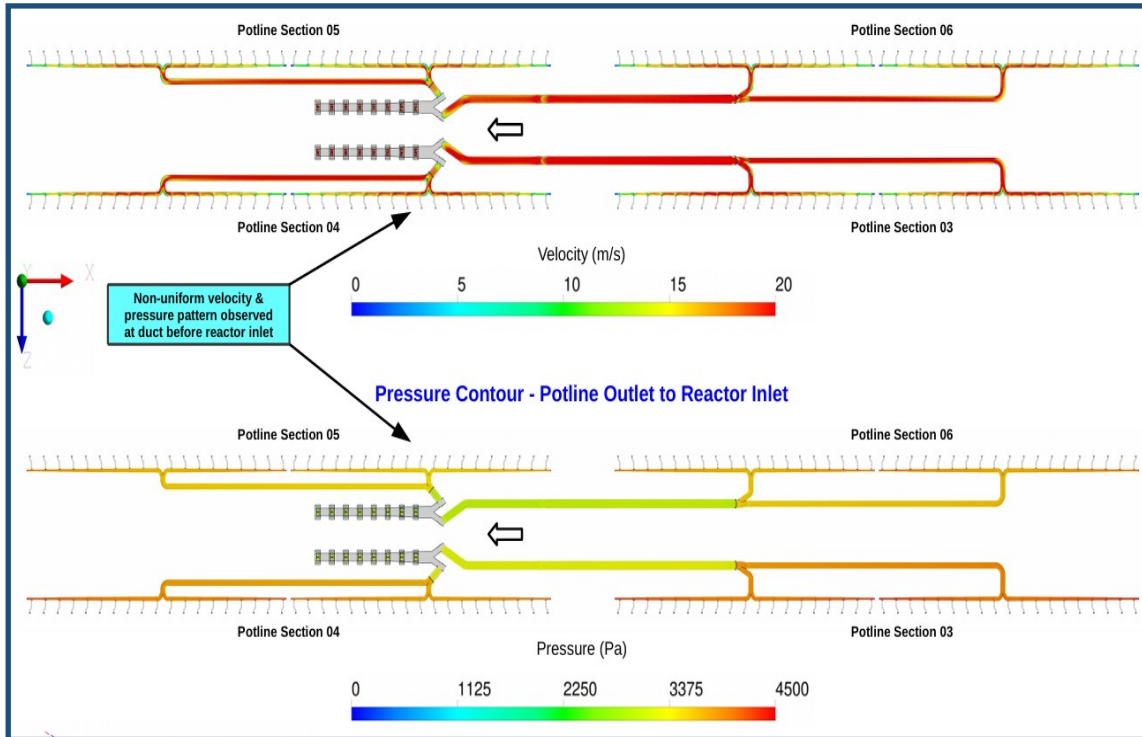 Potline Section 05
Potline Section 06
Potline Section 04
Potline Section 03
Velocity (m/s)
0 5 10 15 20
Y
X
Z
Non-uniform velocity &
pressure pattern observed
at duct before reactor inlet
Pressure Contour - Potline Outlet to Reactor Inlet
Potline Section 05
Potline Section 06
Potline Section 04
Potline Section 03
Pressure (Pa)
0 1125 2250 3375 4500